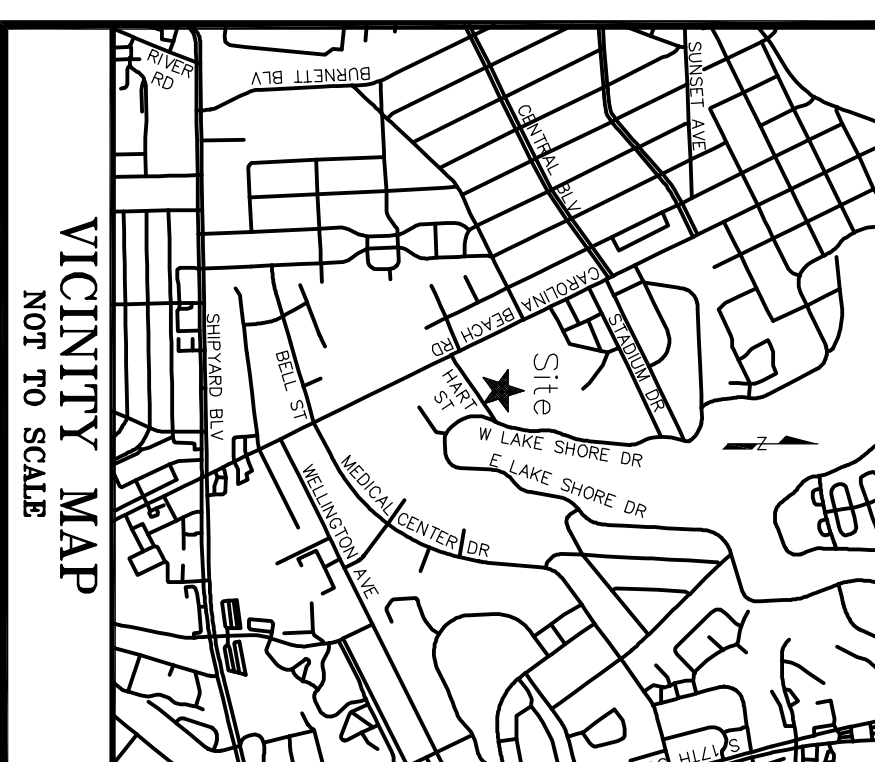 VICINITY MAP
NOT TO SCALE
RIVER
RD
BURNETT BLV
SUNSET AVE
CENTRAL BLV
CAROLINA BEACH RD
STADIUM DR
SHIPYARD BLV
BELL ST
HART
ST
Site
W LAKE SHORE DR
E LAKE SHORE DR
Z
MEDICAL CENTER DR
WELLINGTON AVE
S 17TH